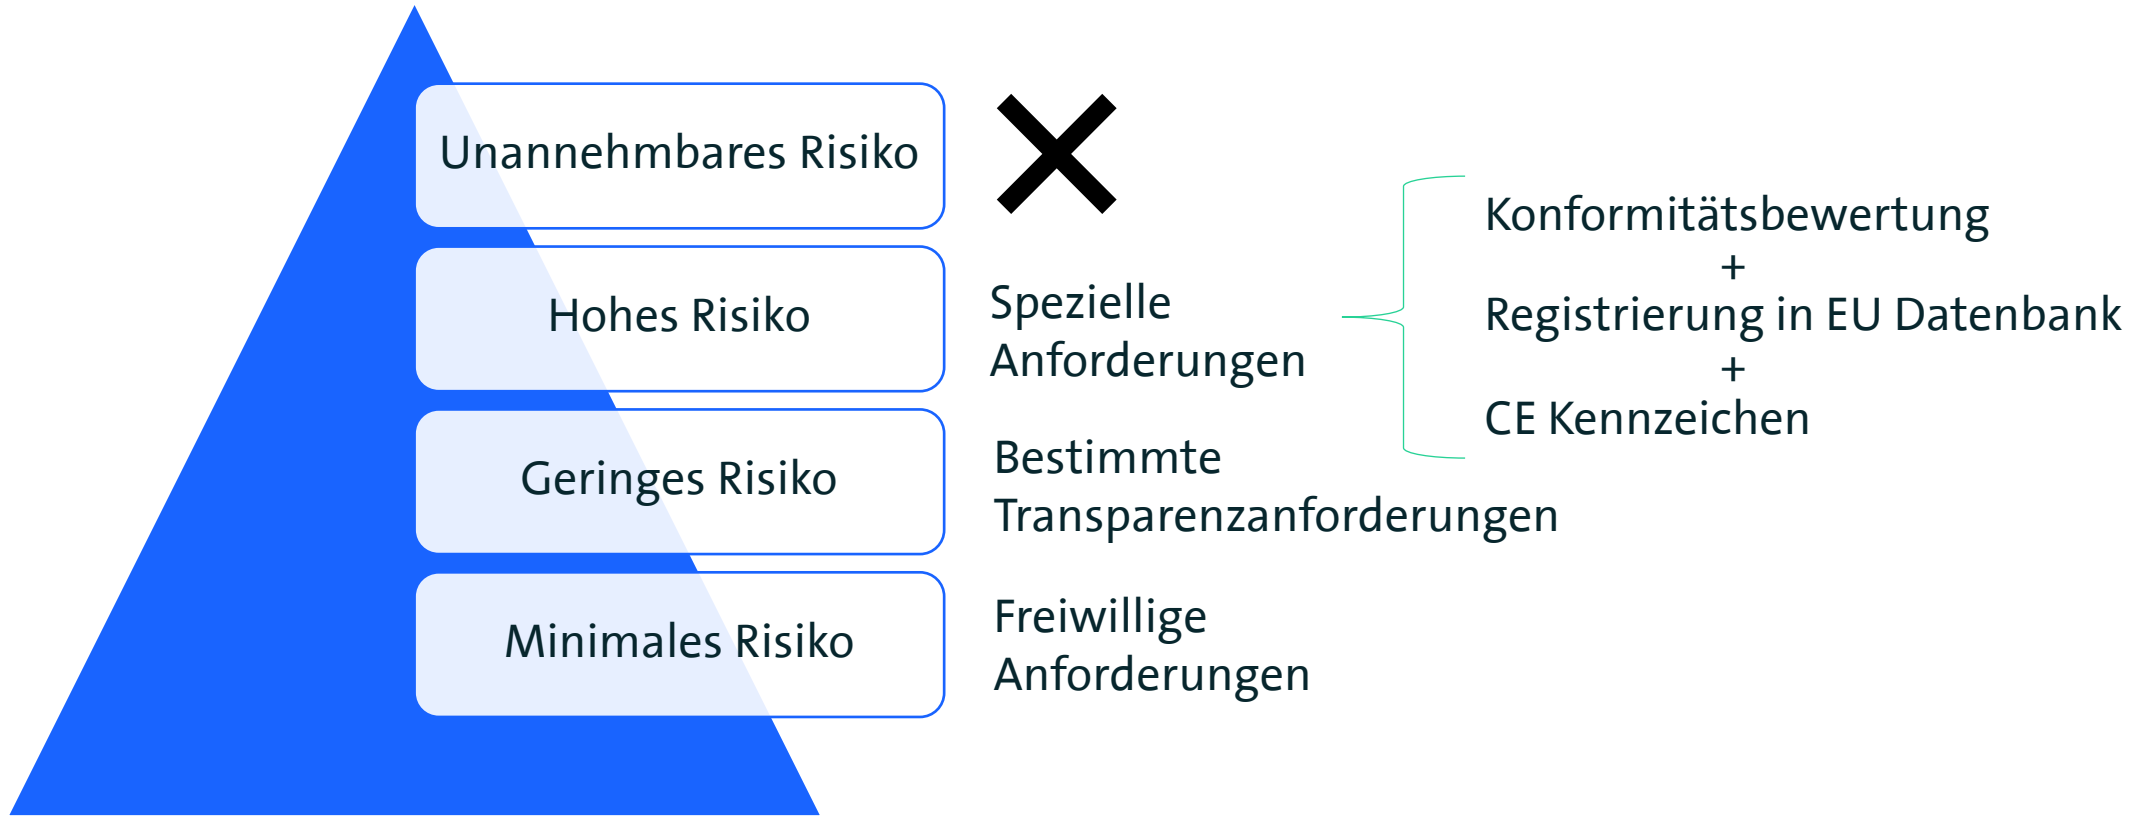 Unannehmbares Risiko
Hohes Risiko
Spezielle
Anforderungen
Konformitätsbewertung
+
Registrierung in EU Datenbank
+
CE Kennzeichen
Geringes Risiko
Bestimmte
Transparenzanforderungen
Minimales Risiko
Freiwillige
Anforderungen